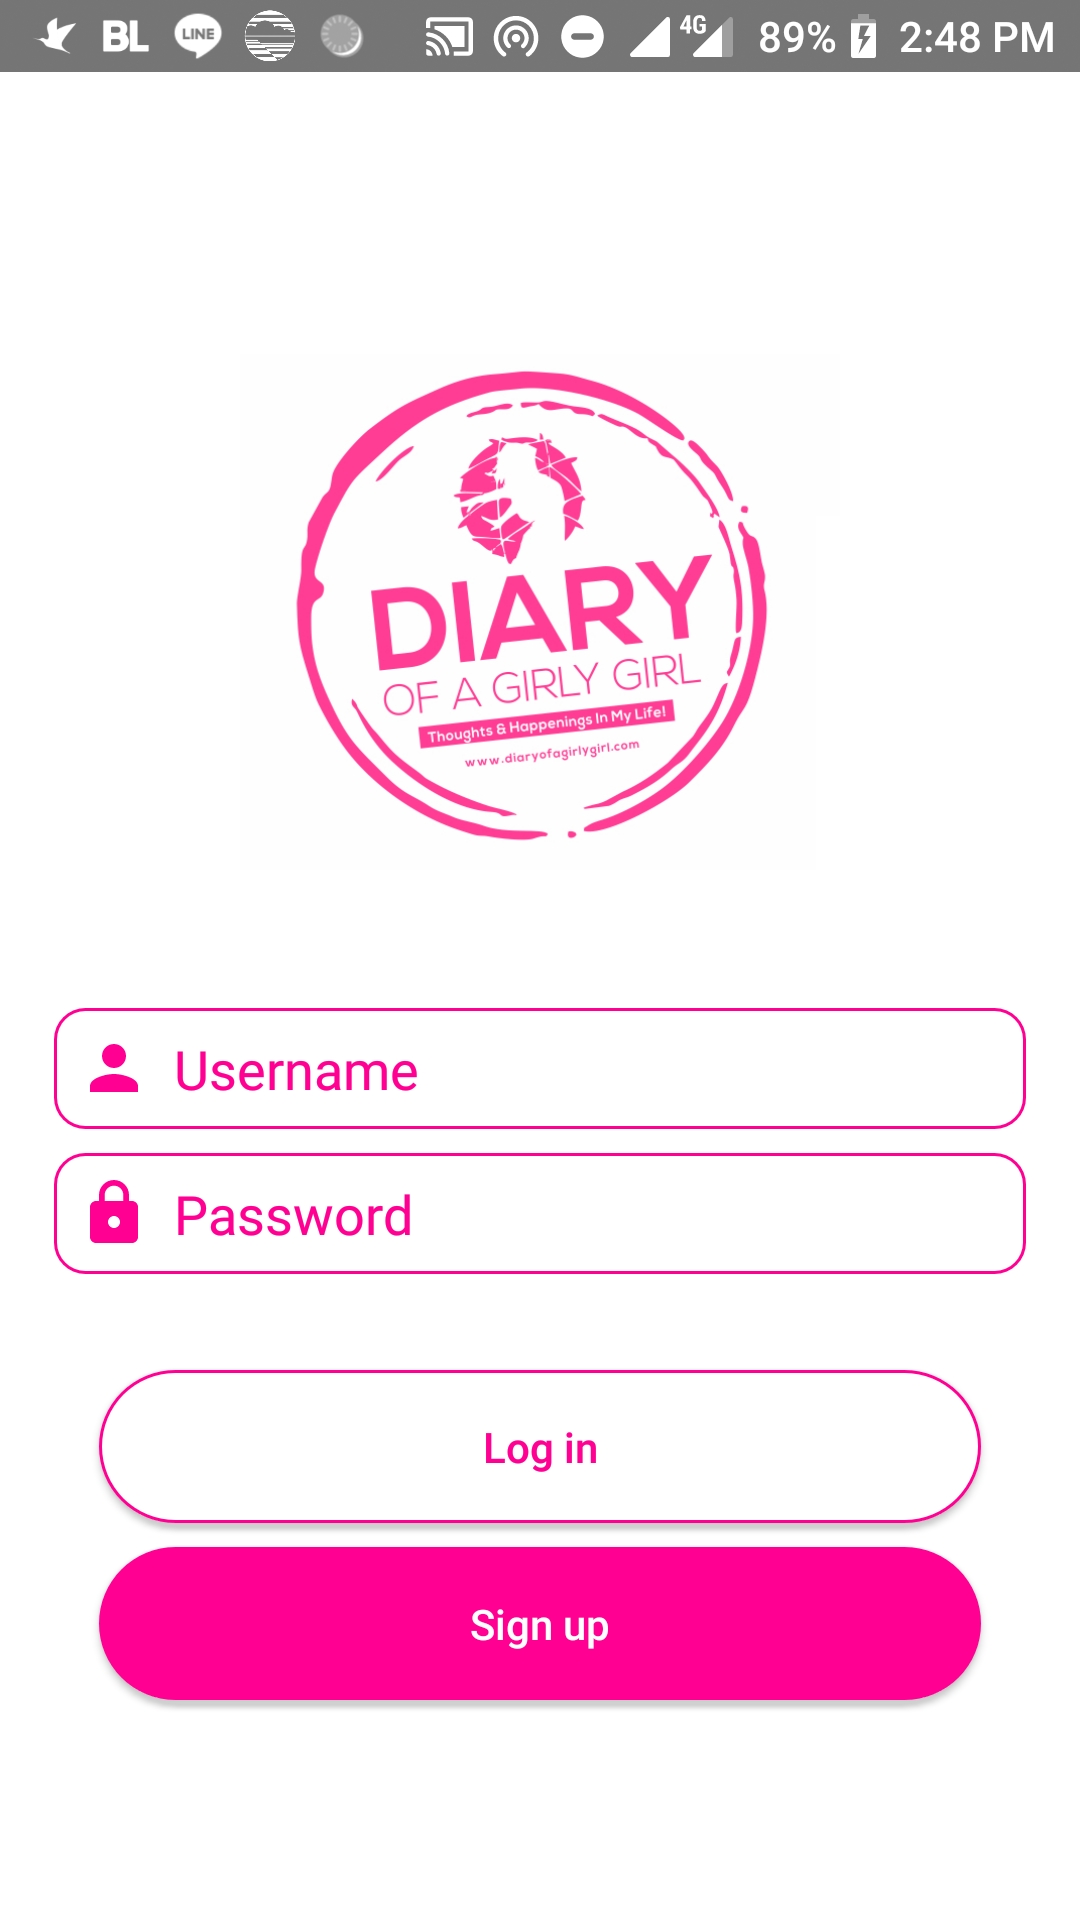 BL LINE 4G 89% 2:48 PM
DIARY
OF A GIRLY GIRL
Thoughts & Happenings In My Life!
www.diaryofagirlygirl.com
Username
Password
Log in
Sign up